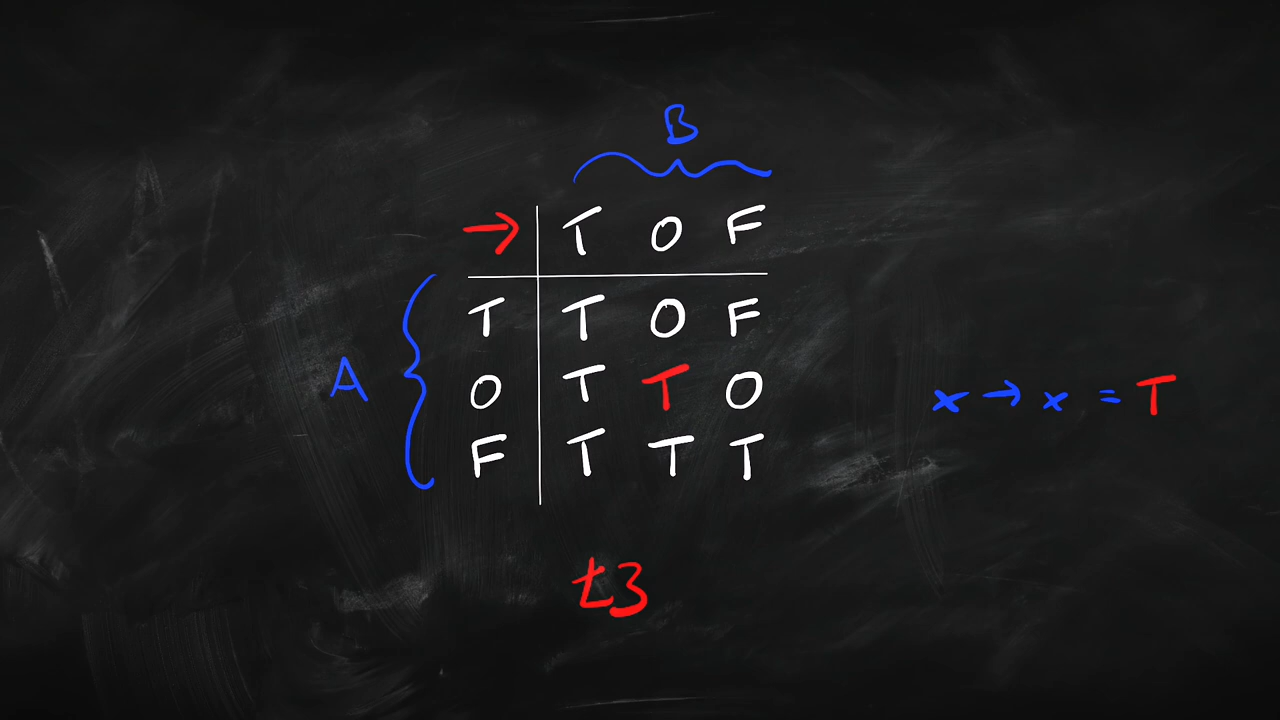 B
→ T O F
T T O F
A O T T O x → x = T
F T T T
Ł3